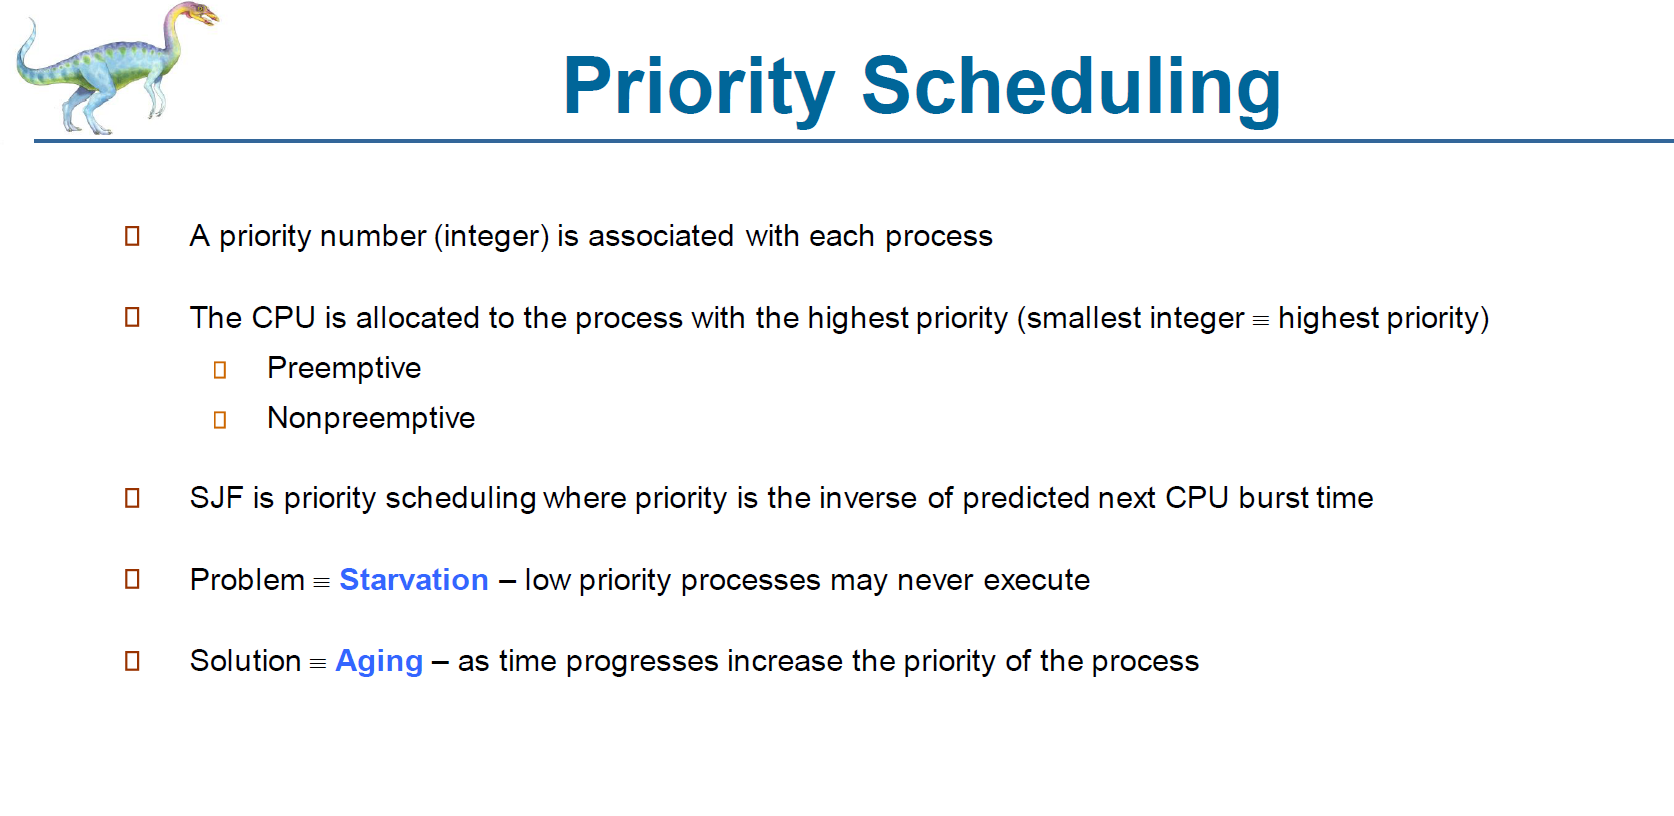 Priority Scheduling
A priority number (integer) is associated with each process
The CPU is allocated to the process with the highest priority (smallest integer ≡ highest priority)
Preemptive
Nonpreemptive
SJF is priority scheduling where priority is the inverse of predicted next CPU burst time
Problem ≡ Starvation – low priority processes may never execute
Solution ≡ Aging – as time progresses increase the priority of the process